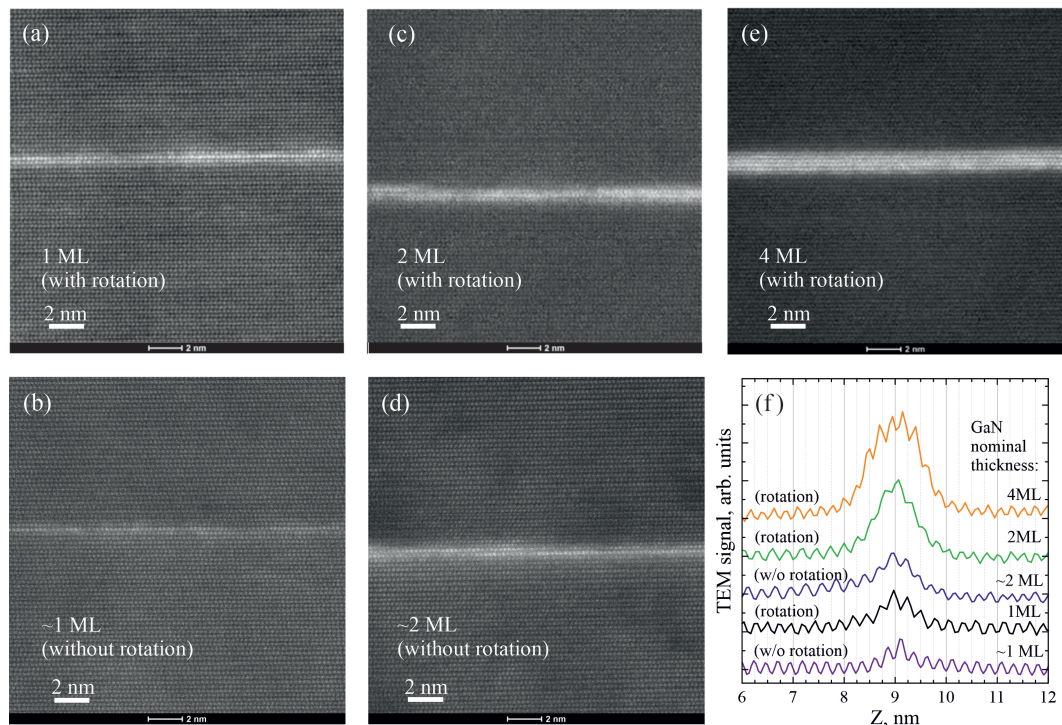 (a)
1 ML
(with rotation)
2 nm
2 nm
(c)
2 ML
(with rotation)
2 nm
2 nm
(e)
4 ML
(with rotation)
2 nm
2 nm
(b)
~1 ML
(without rotation)
2 nm
2 nm
(d)
~2 ML
(without rotation)
2 nm
2 nm
(f)
GaN
nominal
thickness:
(rotation) 4ML
(rotation) 2ML
(w/o rotation) ~2 ML
(rotation) 1ML
(w/o rotation) ~1 ML
TEM signal, arb. units
6 7 8 9 10 11 12
Z, nm